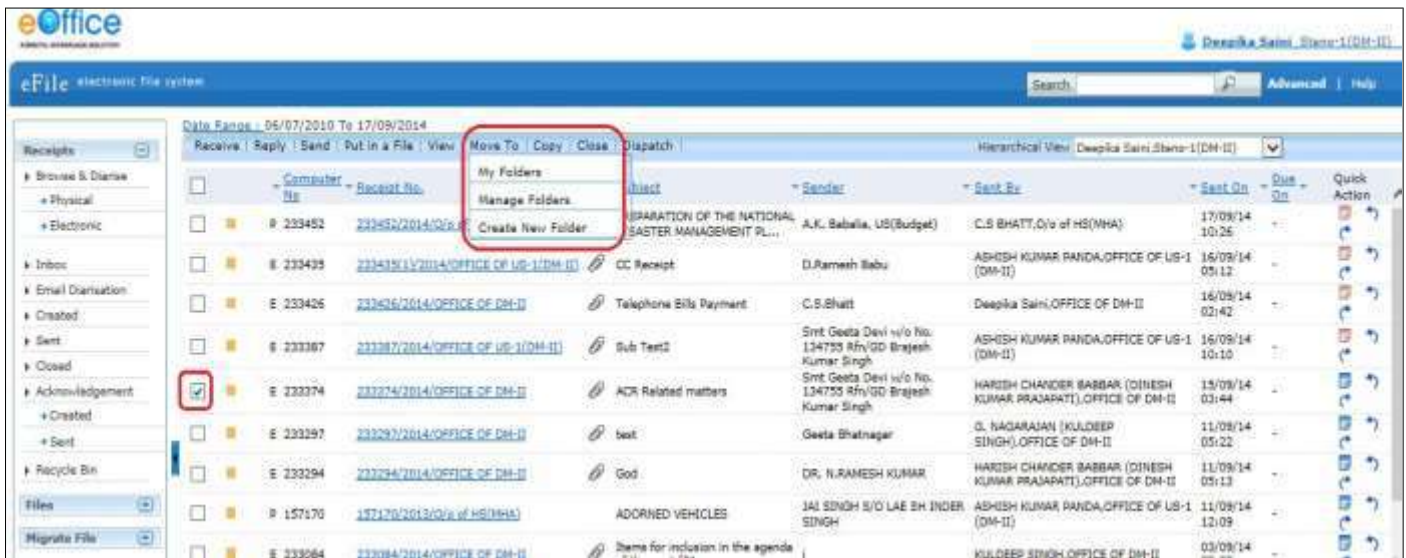 eOffice
Deepika Saini, Steno-1(DM-II)
eFile electronic file system
Search
Advanced | Help
Date Range : 06/07/2010 To 17/09/2014
Receive | Reply | Send | Put in a File | View | Move To | Copy | Close | Dispatch
Hierarchical View Deepika Saini,Steno-1(DM-II)
My Folders
Manage Folders
Create New Folder
Receipts
Browse & Diarise
Physical
Electronic
Inbox
Email Diarisation
Created
Sent
Closed
Acknowledgement
Created
Sent
Recycle Bin
Files
Migrate File
Computer No Receipt No. Sender Sent By Sent On Due On Quick Action
P 233452 233452/2014/O/o of MANAGEMENT PL... A.K. Babalia, US(Budget) C.S BHATT,O/o of HS(MHA) 17/09/14 10:26 -
OF THE NATIONAL
E 233435 233435(1)/2014/OFFICE OF US-1(DM-II) CC Receipt D.Ramesh Babu ASHISH KUMAR PANDA,OFFICE OF US-1 (DM-II) 16/09/14 05:12 -
E 233426 233426/2014/OFFICE OF DM-II Telephone Bills Payment C.S.Bhatt Deepika Saini,OFFICE OF DM-II 16/09/14 02:42 -
E 233387 233387/2014/OFFICE OF US-1(DM-II) Sub Test2 Smt Geeta Devi w/o No. 134755 Rfn/GD Brajesh Kumar Singh ASHISH KUMAR PANDA,OFFICE OF US-1 (DM-II) 16/09/14 10:10 -
E 233374 233374/2014/OFFICE OF DM-II ACR Related matters Smt Geeta Devi w/o No. 134755 Rfn/GD Brajesh Kumar Singh HARISH CHANDER BABBAR (DINESH KUMAR PRAJAPATI),OFFICE OF DM-II 15/09/14 03:44 -
E 233297 233297/2014/OFFICE OF DM-II test Geeta Bhatnagar G. NAGARAJAN (KULDEEP SINGH),OFFICE OF DM-II 11/09/14 05:22 -
E 233294 233294/2014/OFFICE OF DM-II God DR. N.RAMESH KUMAR HARISH CHANDER BABBAR (DINESH KUMAR PRAJAPATI),OFFICE OF DM-II 11/09/14 05:13 -
P 157170 157170/2013/O/o of HS(MHA) ADORNED VEHICLES JAI SINGH S/O LAE SH INDER SINGH ASHISH KUMAR PANDA,OFFICE OF US-1 (DM-II) 11/09/14 12:09 -
E 233084 233084/2014/OFFICE OF DM-II Items for inclusion in the agenda KULDEEP SINGH,OFFICE OF DM-II 03/09/14 -